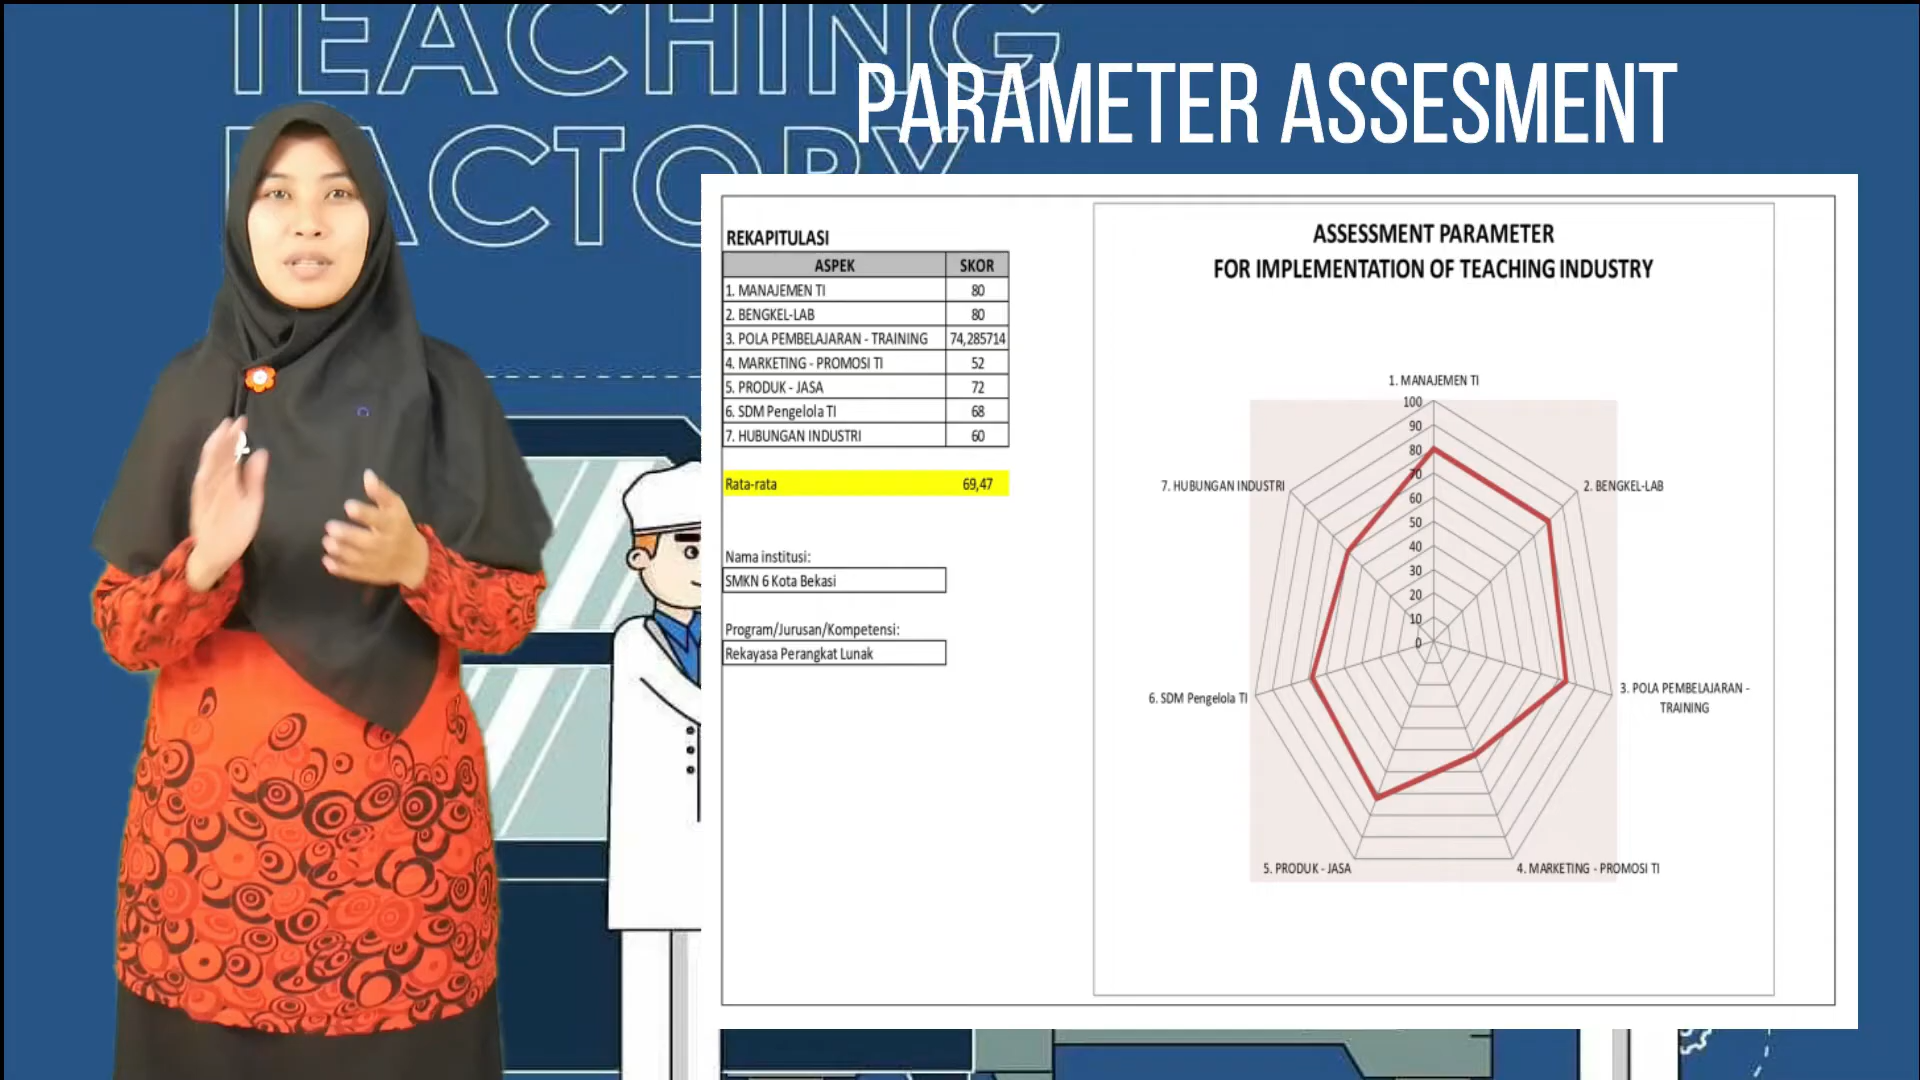 TEACHING
FACTORY
PARAMETER ASSESMENT
REKAPITULASI
ASPEK SKOR
1. MANAJEMEN TI 80
2. BENGKEL-LAB 80
3. POLA PEMBELAJARAN - TRAINING 74,285714
4. MARKETING - PROMOSI TI 52
5. PRODUK - JASA 72
6. SDM Pengelola TI 68
7. HUBUNGAN INDUSTRI 60
Rata-rata 69,47
Nama institusi:
SMKN 6 Kota Bekasi
Program/Jurusan/Kompetensi:
Rekayasa Perangkat Lunak
ASSESSMENT PARAMETER
FOR IMPLEMENTATION OF TEACHING INDUSTRY
1. MANAJEMEN TI
100
90
80
70
60
50
40
30
20
10
0
7. HUBUNGAN INDUSTRI
2. BENGKEL-LAB
6. SDM Pengelola TI
3. POLA PEMBELAJARAN -
TRAINING
5. PRODUK - JASA
4. MARKETING - PROMOSI TI